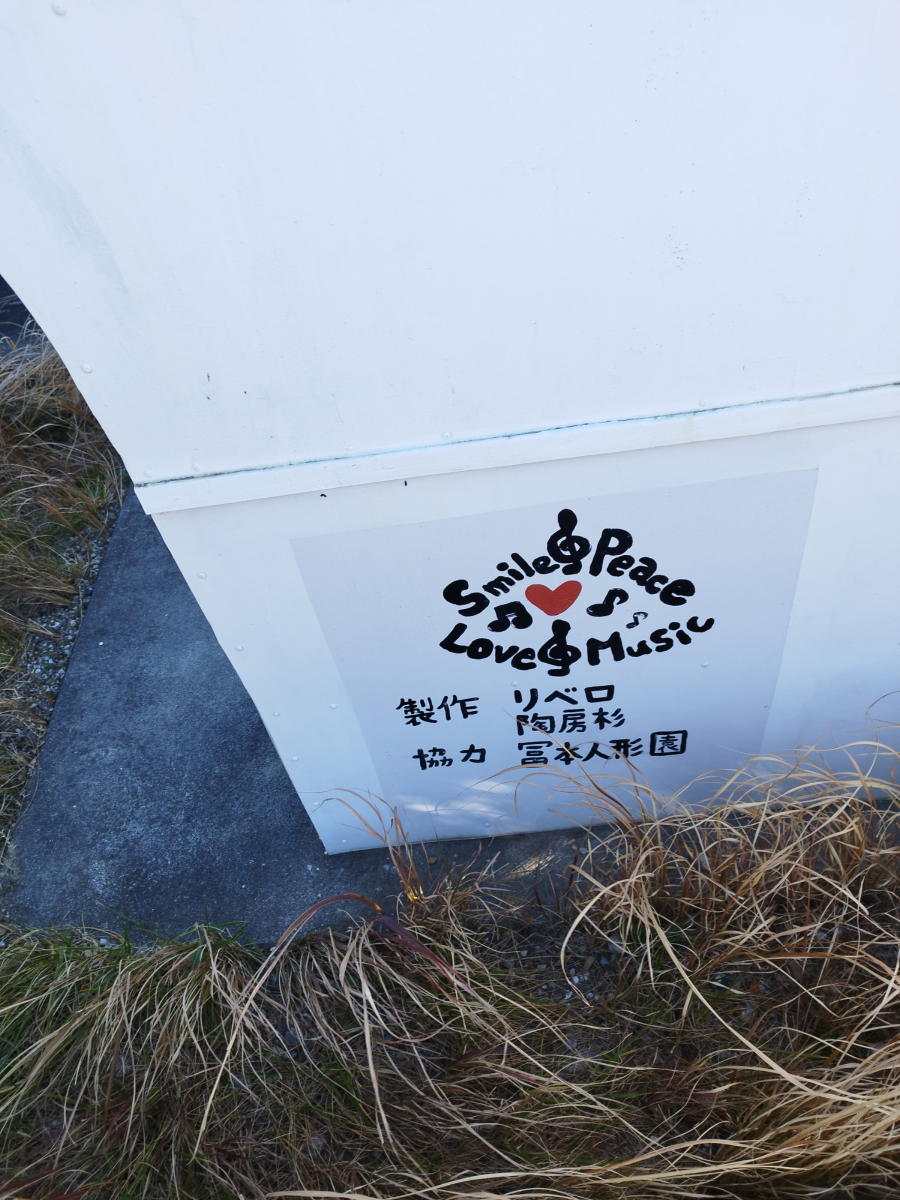 Smile Peace
Love Music
製作 リベロ
陶房杉
協力 冨本人形園